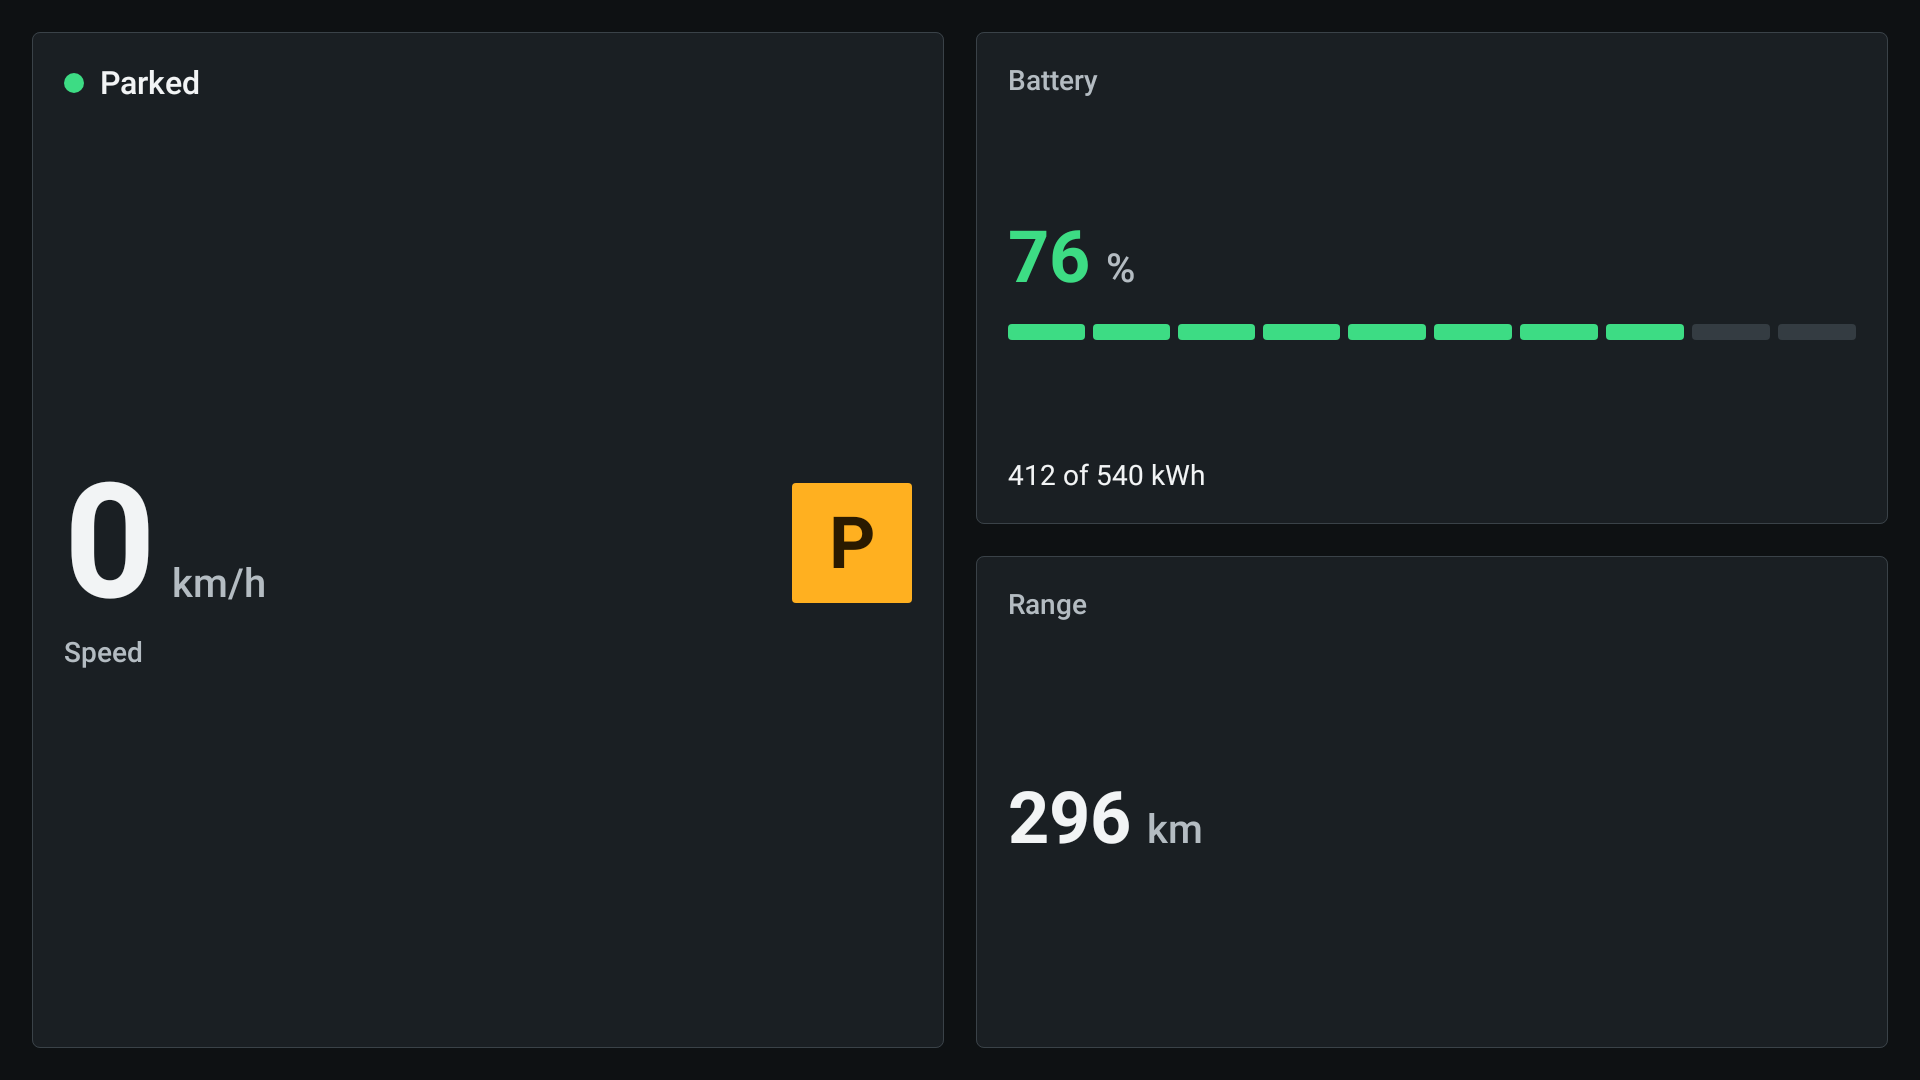 Parked
0 km/h
Speed
P
Battery
76 %
412 of 540 kWh
Range
296 km